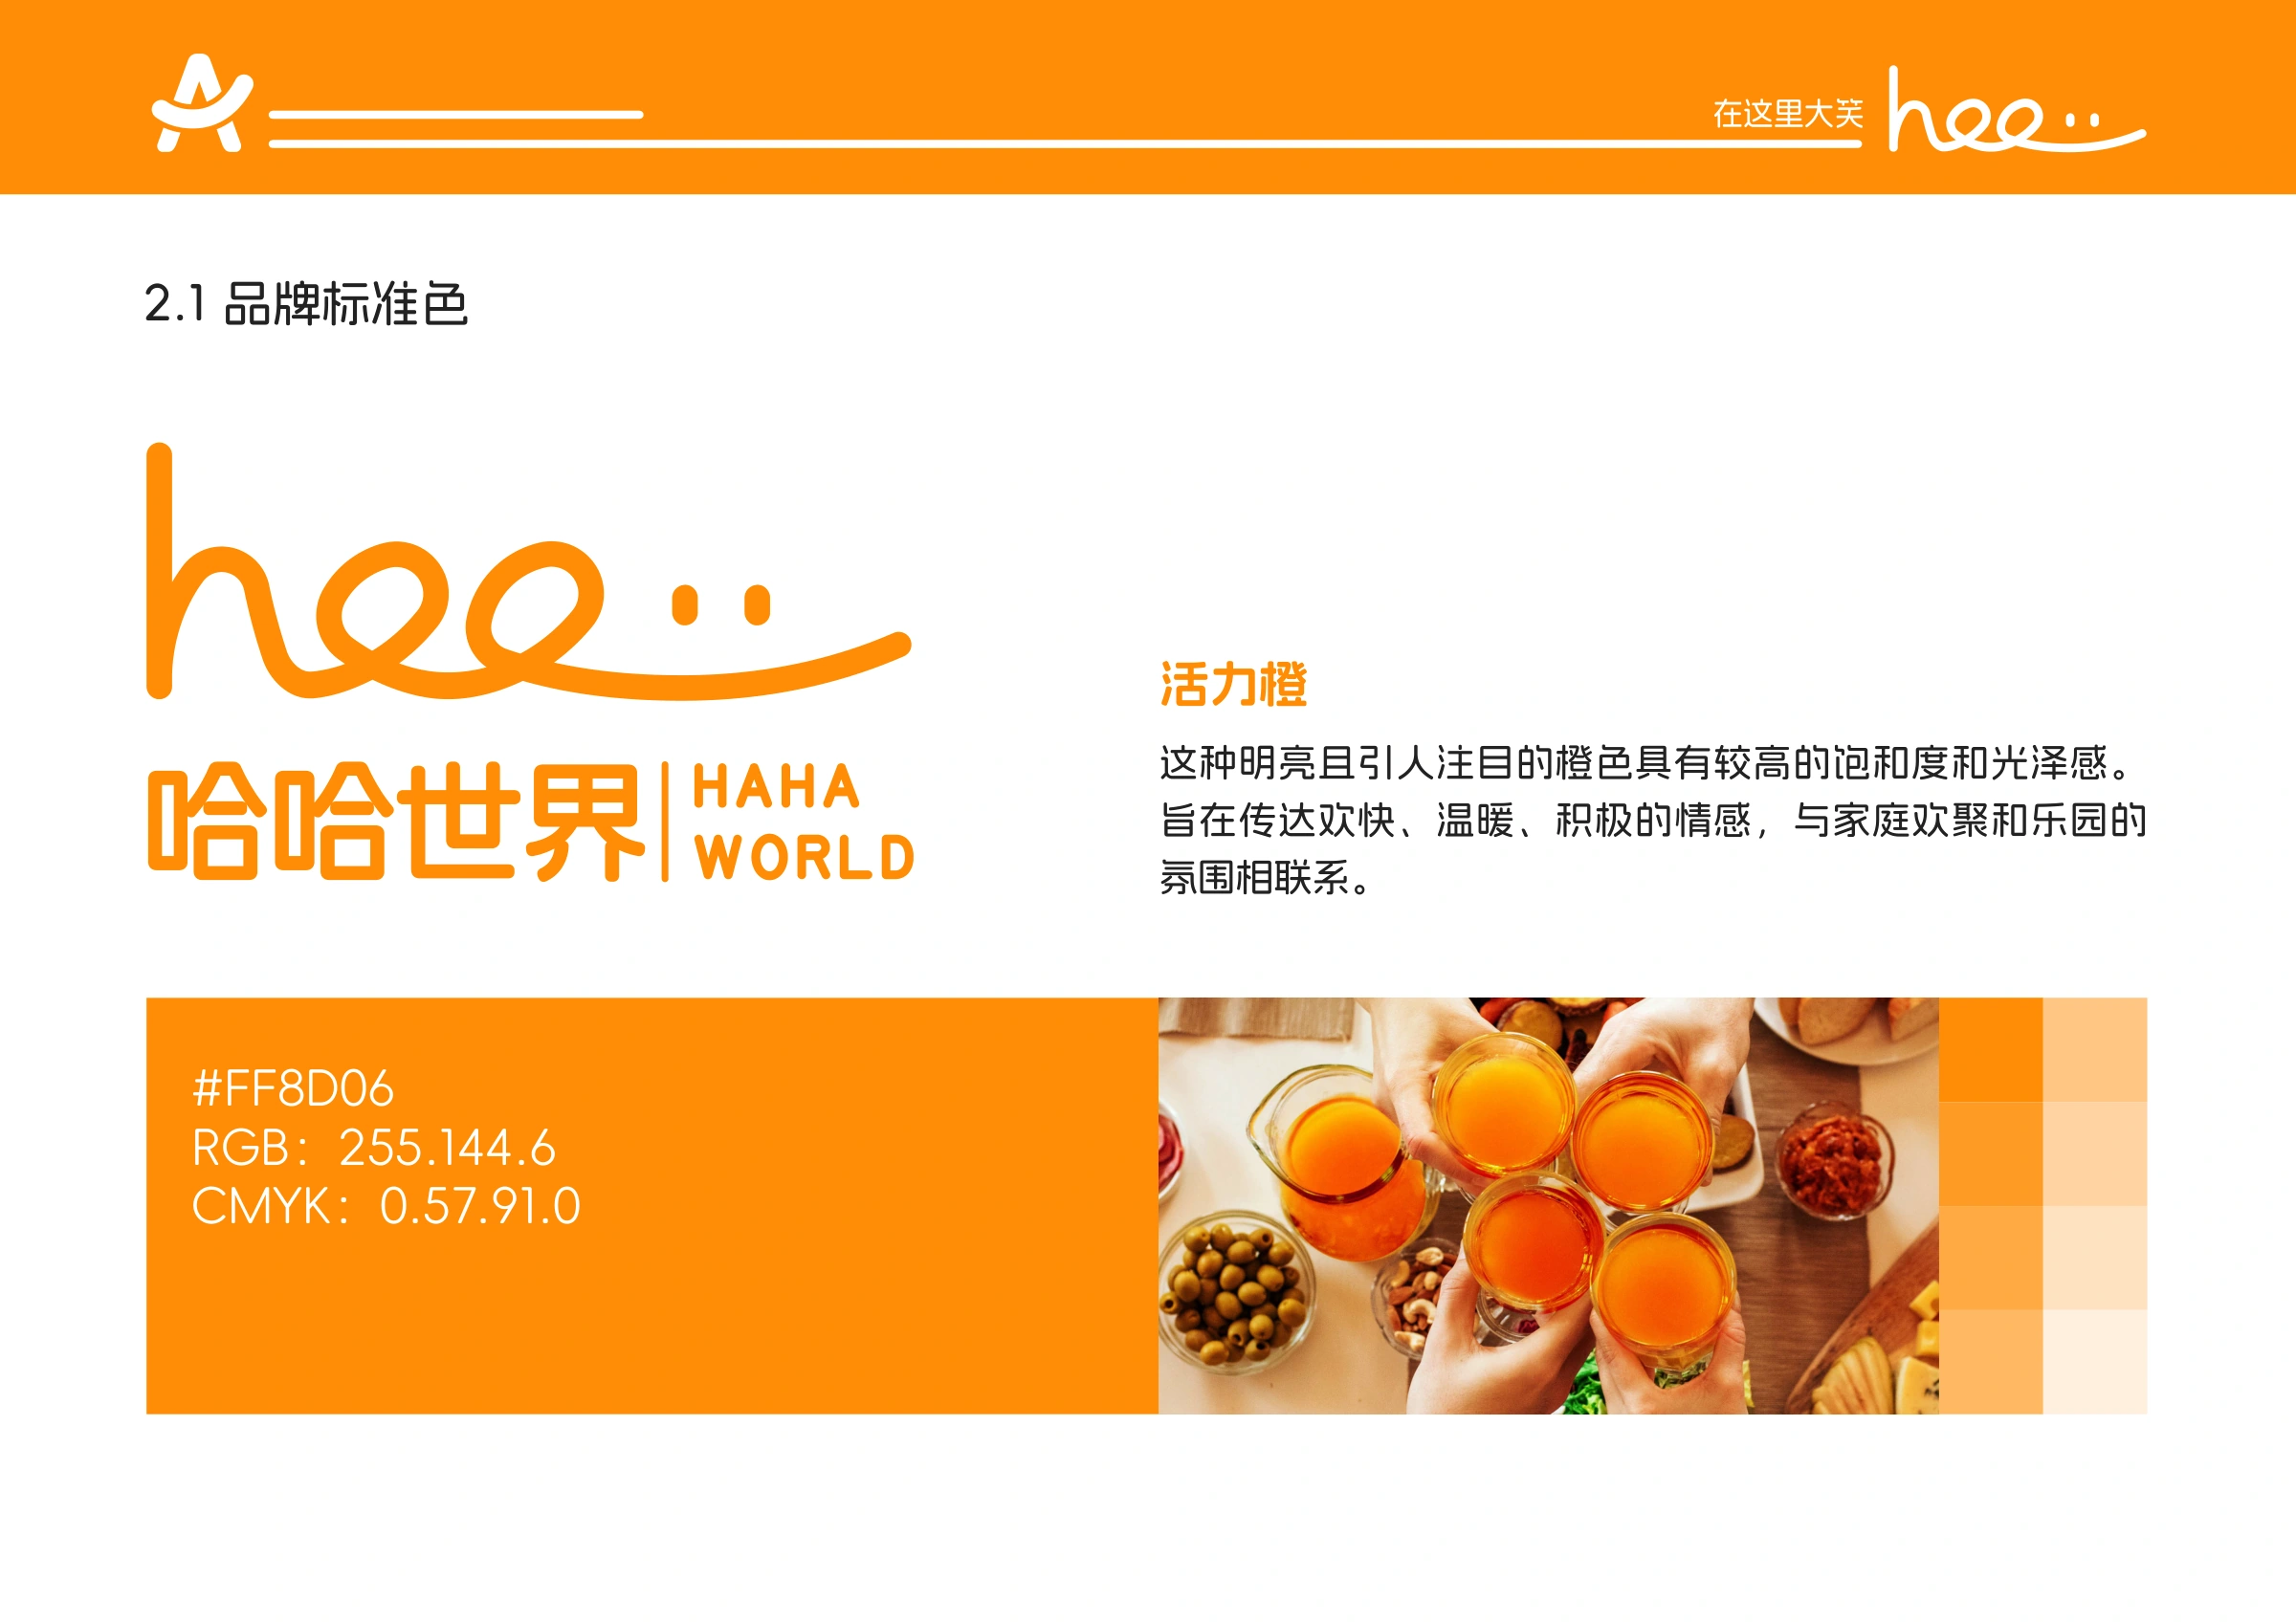 在这里大笑
hee
2.1 品牌标准色
hee
哈哈世界
HAHA
WORLD
活力橙
这种明亮且引人注目的橙色具有较高的饱和度和光泽感。
旨在传达欢快、温暖、积极的情感，与家庭欢聚和乐园的
氛围相联系。
#FF8D06
RGB：255.144.6
CMYK：0.57.91.0